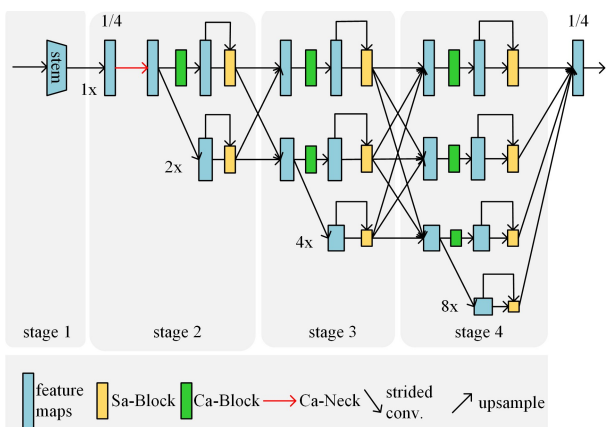 1/4
1/4
stem
1x
2x
4x
8x
stage 1
stage 2
stage 3
stage 4
feature
maps
Sa-Block
Ca-Block
Ca-Neck
strided
conv.
upsample